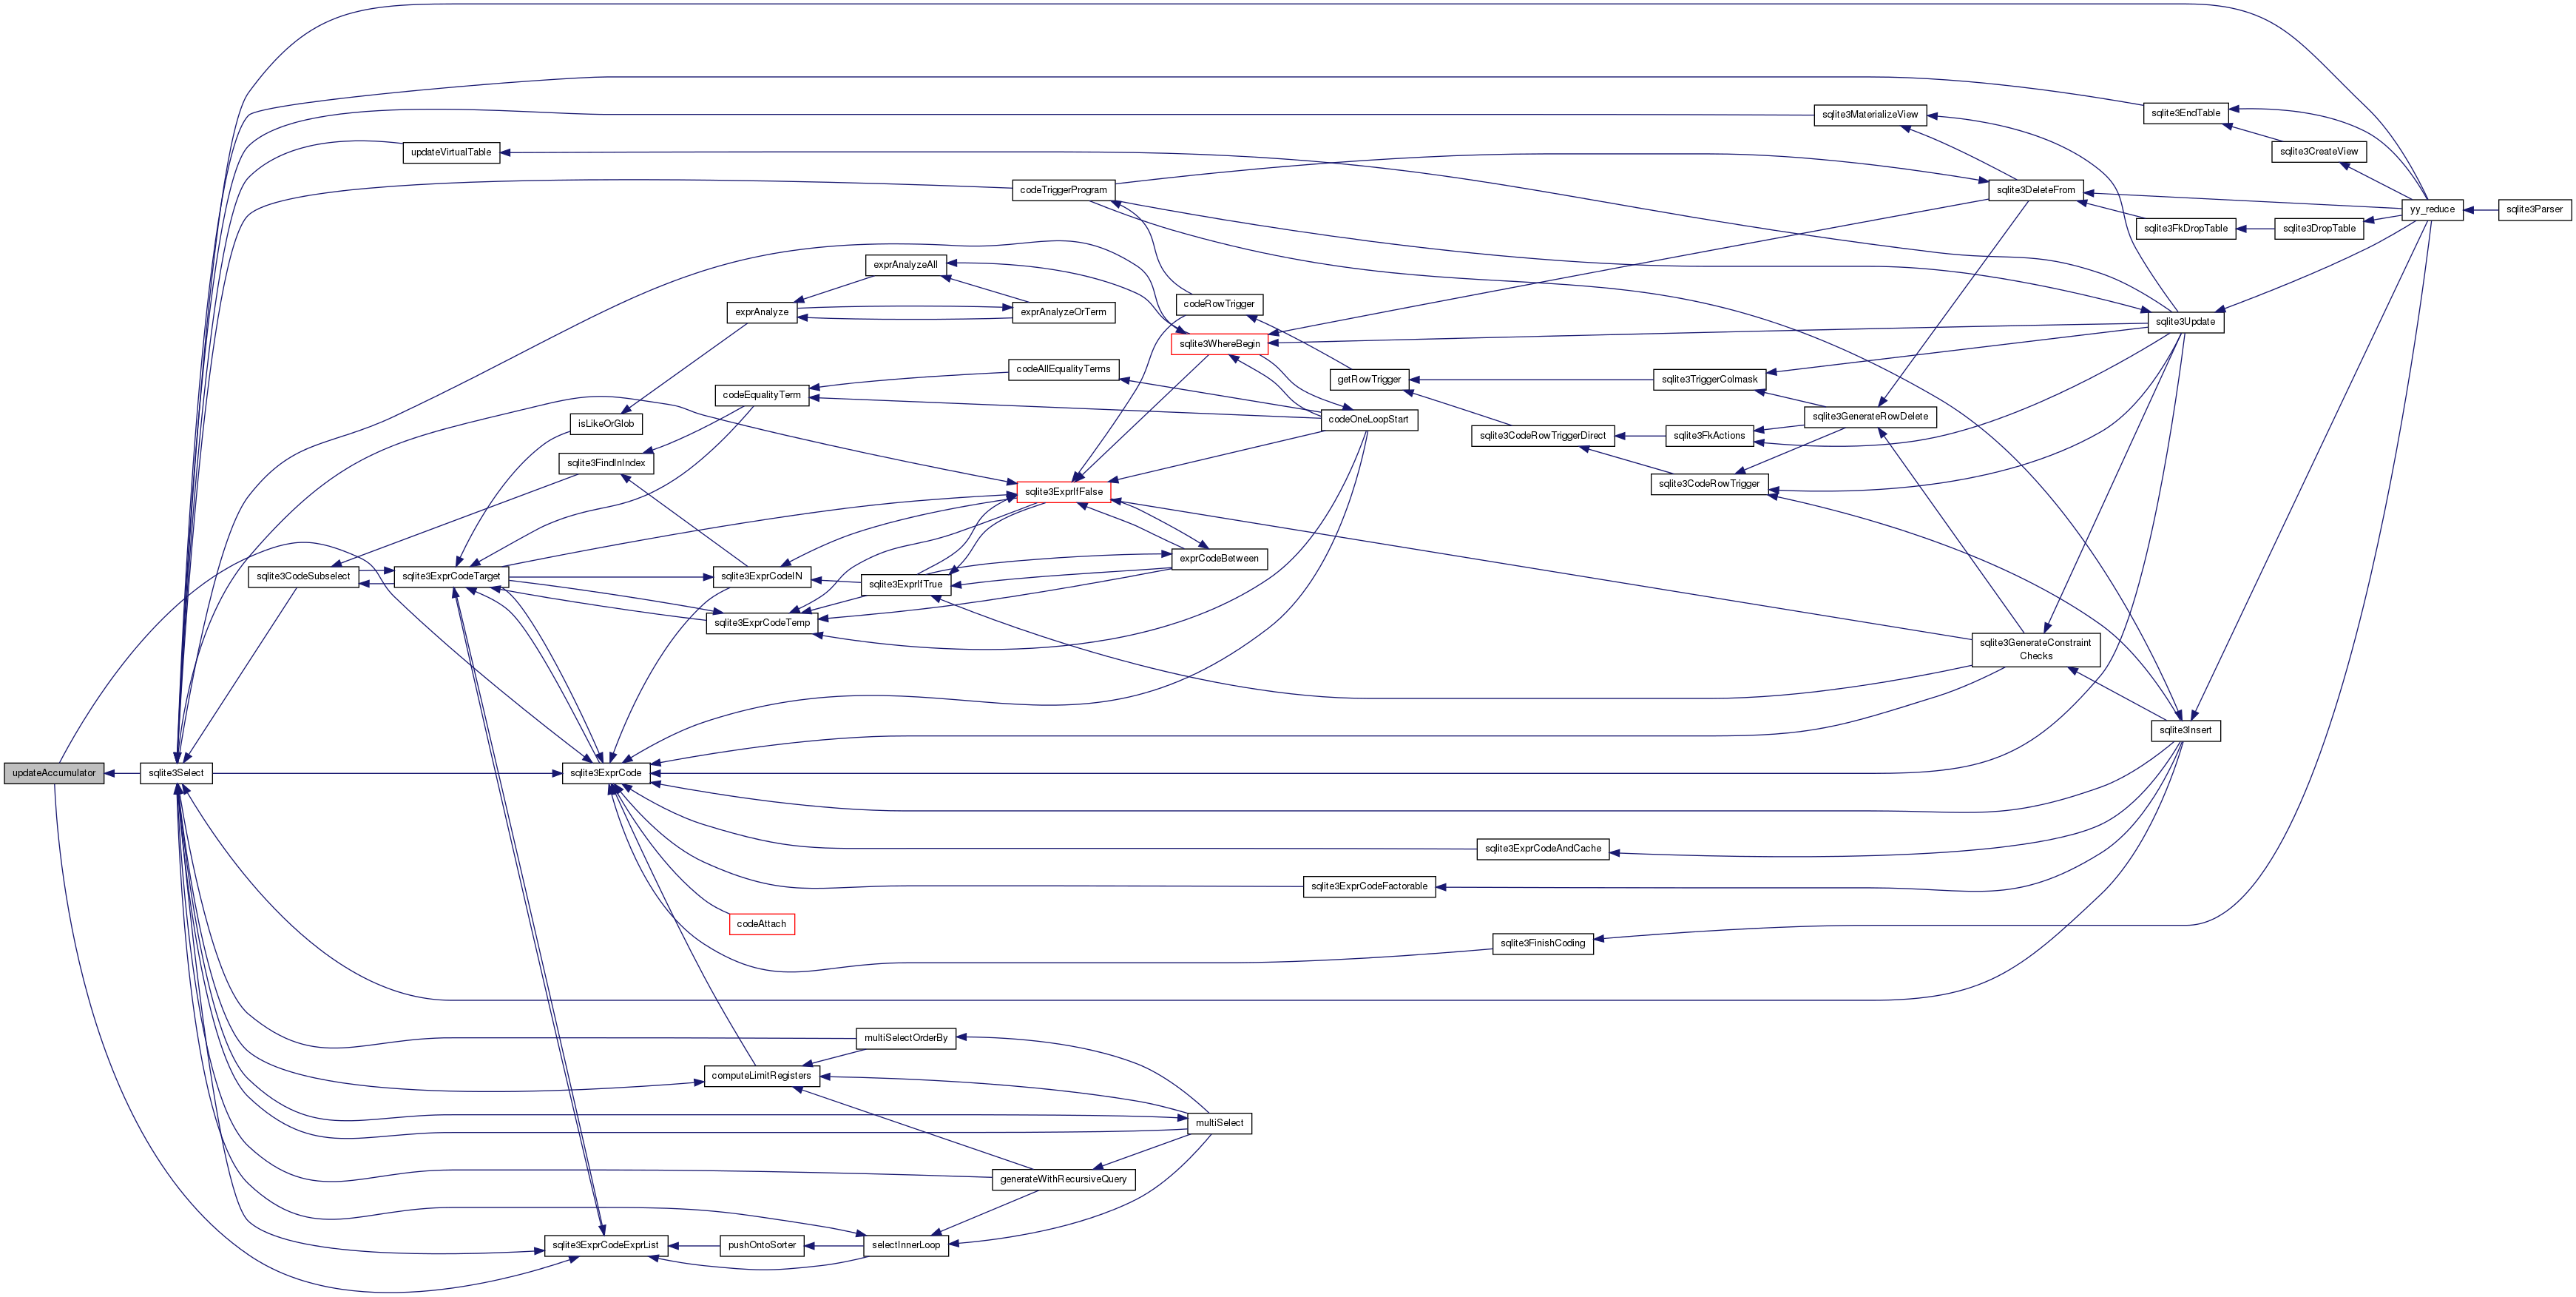 sqlite3EndTable
sqlite3MaterializeView
updateVirtualTable
sqlite3CreateView
codeTriggerProgram
sqlite3DeleteFrom
yy_reduce
sqlite3Parser
sqlite3FkDropTable
sqlite3DropTable
exprAnalyzeAll
codeRowTrigger
exprAnalyze
exprAnalyzeOrTerm
sqlite3Update
sqlite3WhereBegin
codeAllEqualityTerms
getRowTrigger
sqlite3TriggerColmask
codeEqualityTerm
isLikeOrGlob
codeOneLoopStart
sqlite3GenerateRowDelete
sqlite3CodeRowTriggerDirect
sqlite3FkActions
sqlite3FindInIndex
sqlite3ExprIfFalse
sqlite3CodeRowTrigger
exprCodeBetween
sqlite3CodeSubselect
sqlite3ExprCodeTarget
sqlite3ExprCodeIN
sqlite3ExprIfTrue
sqlite3ExprCodeTemp
sqlite3GenerateConstraint
Checks
sqlite3Insert
updateAccumulator
sqlite3Select
sqlite3ExprCode
sqlite3ExprCodeAndCache
sqlite3ExprCodeFactorable
codeAttach
sqlite3FinishCoding
multiSelectOrderBy
computeLimitRegisters
multiSelect
generateWithRecursiveQuery
sqlite3ExprCodeExprList
pushOntoSorter
selectInnerLoop